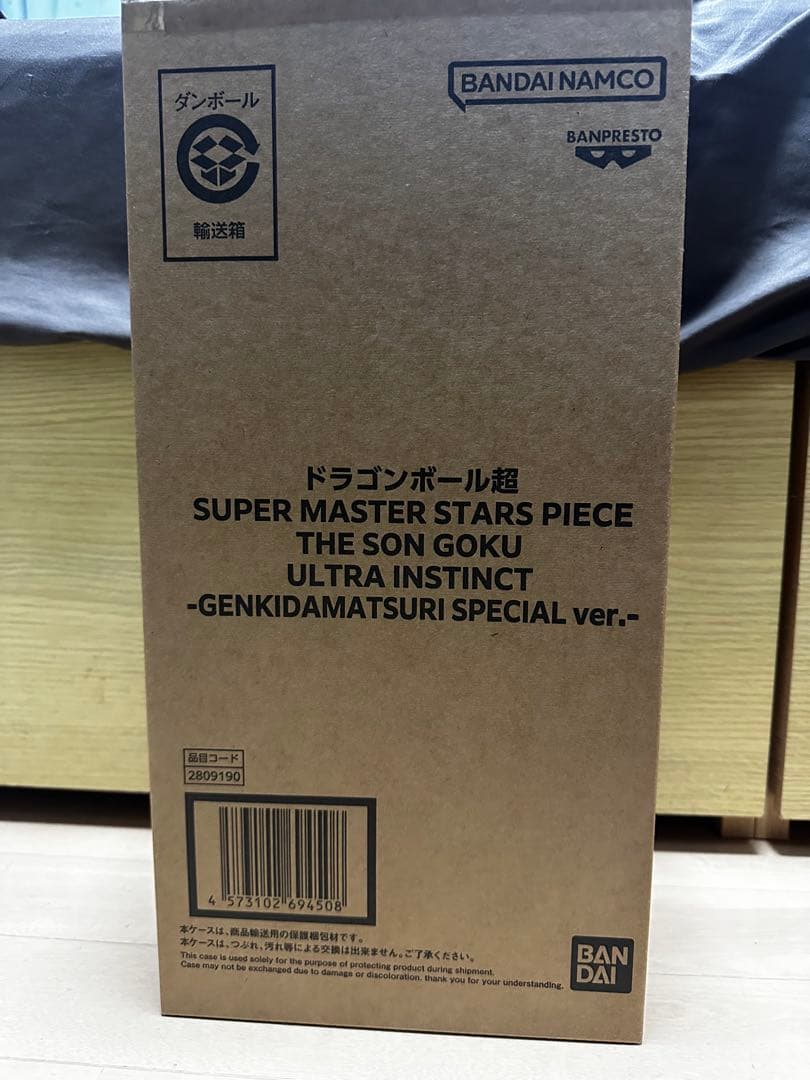 ダンボール
輸送箱
BANDAI NAMCO
BANPRESTO
ドラゴンボール超
SUPER MASTER STARS PIECE
THE SON GOKU
ULTRA INSTINCT
-GENKIDAMATSURI SPECIAL ver.-
品目コード
2809190
4 573102 694508
本ケースは、商品輸送用の保護梱包材です。
本ケースは、つぶれ、汚れ等による交換は出来ません。ご了承ください。
This case is used solely for the purpose of protecting product during shipment.
Case may not be exchanged due to damage or discoloration. thank you for your understanding.
BAN
DAI